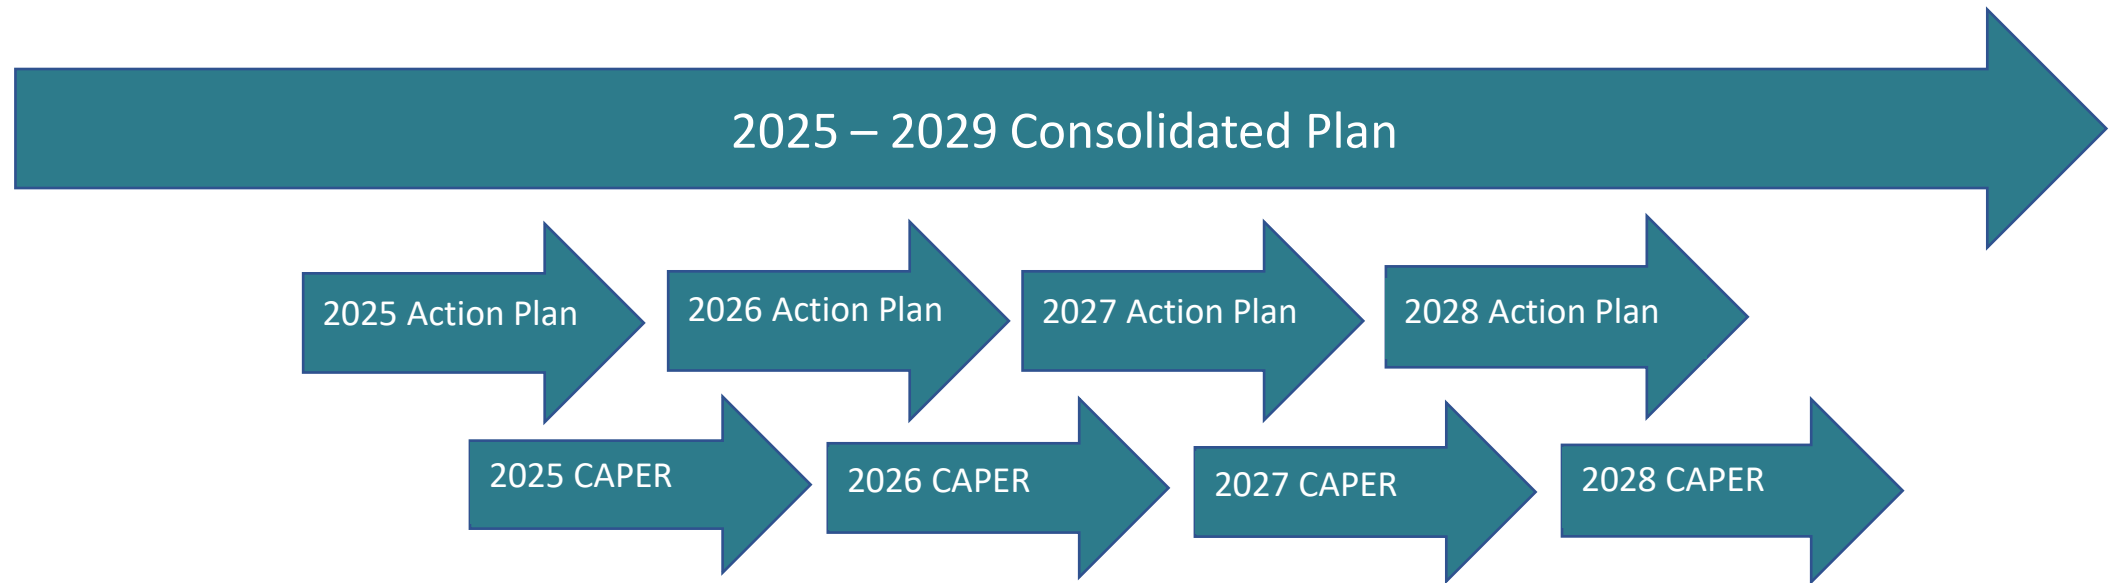 2025 – 2029 Consolidated Plan
2025 Action Plan
2026 Action Plan
2027 Action Plan
2028 Action Plan
2025 CAPER
2026 CAPER
2027 CAPER
2028 CAPER